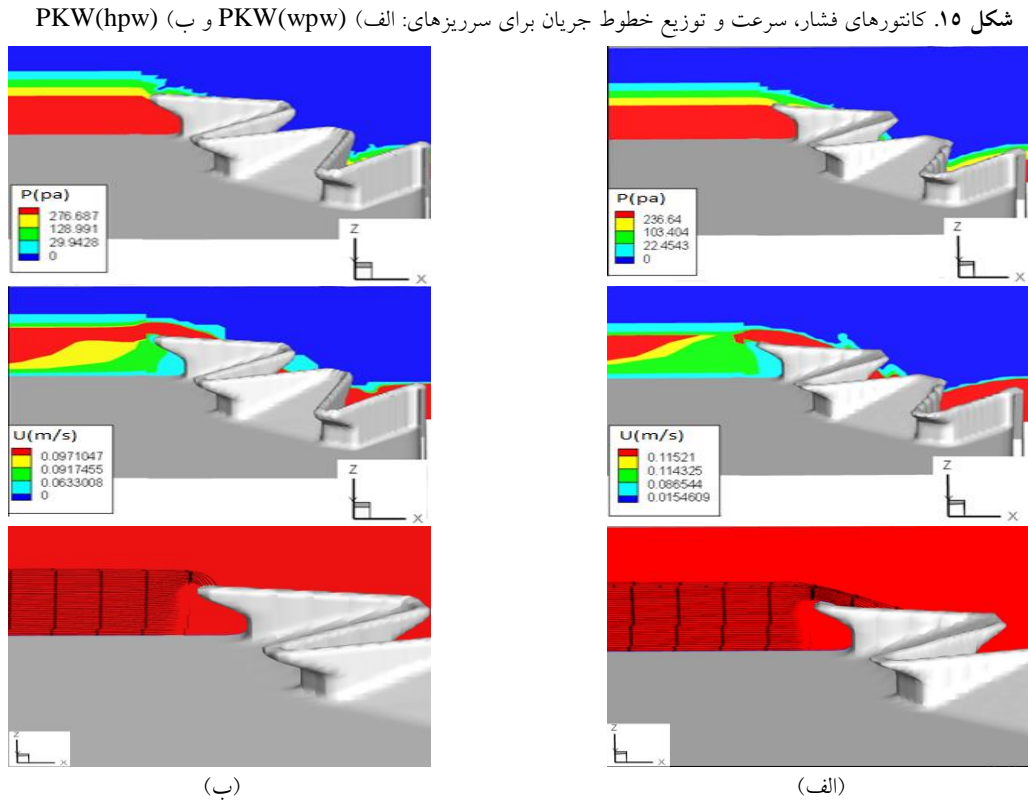 شکل ۱۵. کانتورهای فشار، سرعت و توزیع خطوط جریان برای سرریزهای: الف) PKW(wpw) و ب) PKW(hpw)
P(pa)
236.64
103.404
22.4543
0
Z
X
P(pa)
276.687
128.991
29.9428
0
Z
X
U(m/s)
0.11521
0.114325
0.086544
0.0154609
Z
X
U(m/s)
0.0971047
0.0917455
0.0633008
0
Z
X
Z
X
Z
X
(الف)
(ب)